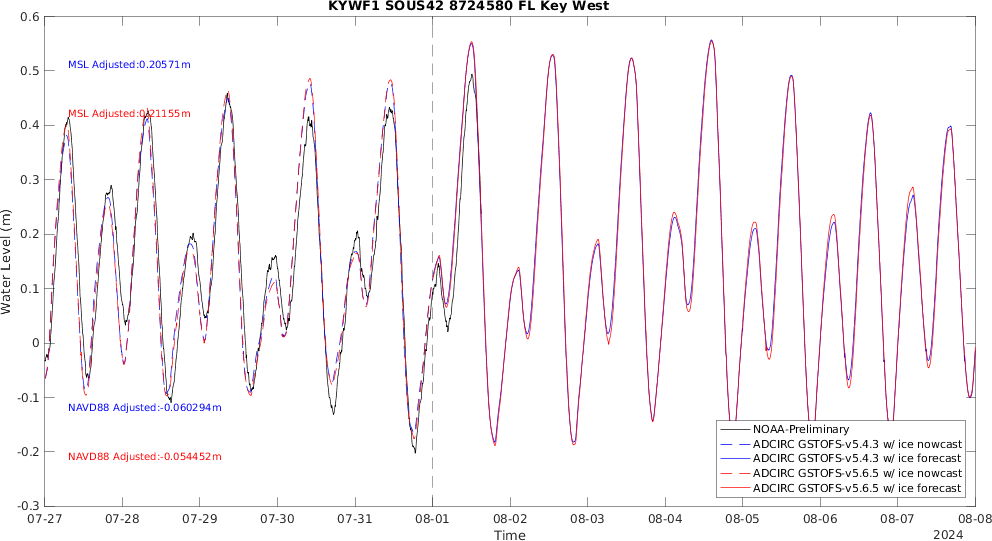 KYWF1 SOUS42 8724580 FL Key West
0.6
0.5
0.4
0.3
0.2
0.1
0
-0.1
-0.2
-0.3
Water Level (m)
MSL Adjusted:0.20571m
MSL Adjusted:0.21155m
NAVD88 Adjusted:-0.060294m
NAVD88 Adjusted:-0.054452m
NOAA-Preliminary
ADCIRC GSTOFS-v5.4.3 w/ ice nowcast
ADCIRC GSTOFS-v5.4.3 w/ ice forecast
ADCIRC GSTOFS-v5.6.5 w/ ice nowcast
ADCIRC GSTOFS-v5.6.5 w/ ice forecast
07-27 07-28 07-29 07-30 07-31 08-01 08-02 08-03 08-04 08-05 08-06 08-07 08-08
Time
2024